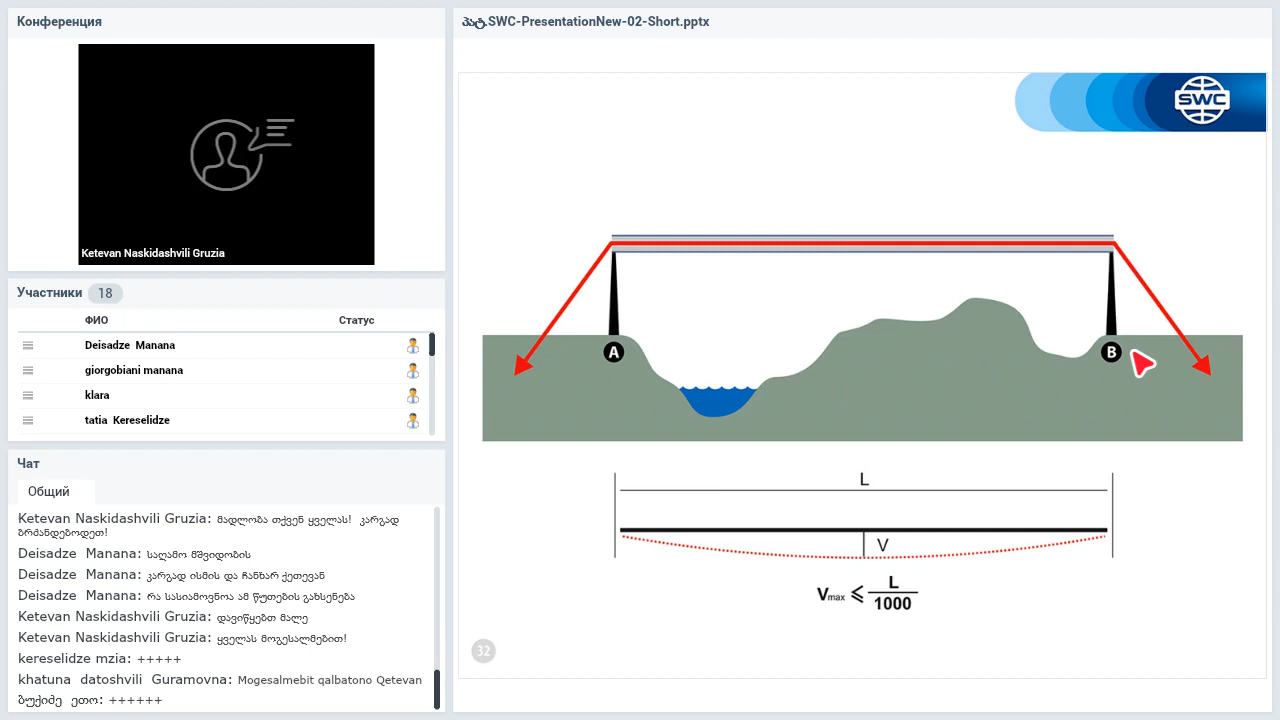 Конференция
Ketevan Naskidashvili Gruzia
Участники 18
ФИО Статус
Deisadze Manana
giorgobiani manana
klara
tatia Kereselidze
Чат
Общий
Ketevan Naskidashvili Gruzia: მადლობა თქვენ ყველას! კარგად
ბრძანდებოდეთ!
Deisadze Manana: საღამო მშვიდობის
Deisadze Manana: კარგად ისმის და ჩანხარ ქეთევან
Deisadze Manana: რა სასიამოვნოა ამ წუთების გახსენება
Ketevan Naskidashvili Gruzia: დავიწყებთ მალე
Ketevan Naskidashvili Gruzia: ყველას მოგესალმებით!
kereselidze mzia: +++++
khatuna datoshvili Guramovna: Mogesalmebit qalbatono Qetevan
ბუქიძე ეთო: ++++++
პატ.SWC-PresentationNew-02-Short.pptx
SWC
A
B
L
V
Vmax ⩽ L
1000
32